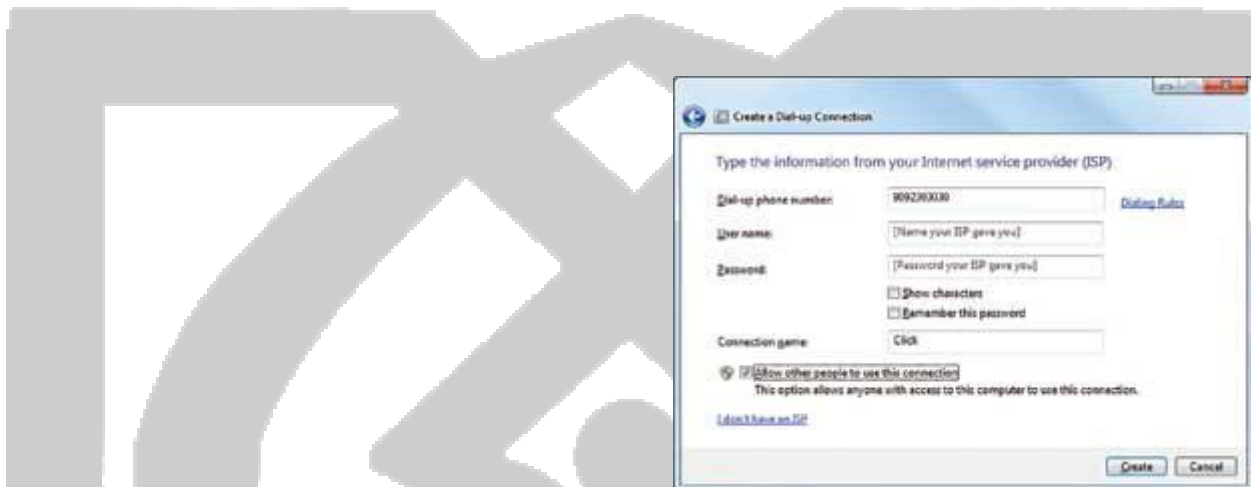 Create a Dial-up Connection
Type the information from your Internet service provider (ISP)
Dial-up phone number: Dialing Rules
User name: [Name your ISP gave you]
Password: [Password your ISP gave you]
Show characters
Remember this password
Connection name: Click
Allow other people to use this connection
This option allows anyone with access to this computer to use this connection.
I don't have an ISP
Create Cancel